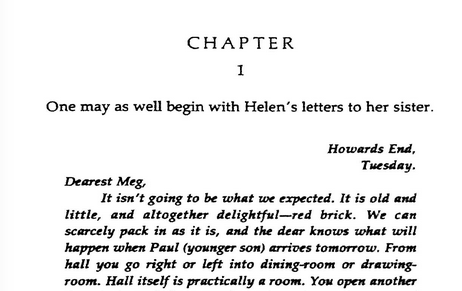 CHAPTER
1
One may as well begin with Helen's letters to her sister.
Howards End,
Tuesday.
Dearest Meg,
It isn't going to be what we expected. It is old and
little, and altogether delightful—red brick. We can
scarcely pack in as it is, and the dear knows what will
happen when Paul (younger son) arrives tomorrow. From
hall you go right or left into dining-room or drawing-
room. Hall itself is practically a room. You open another